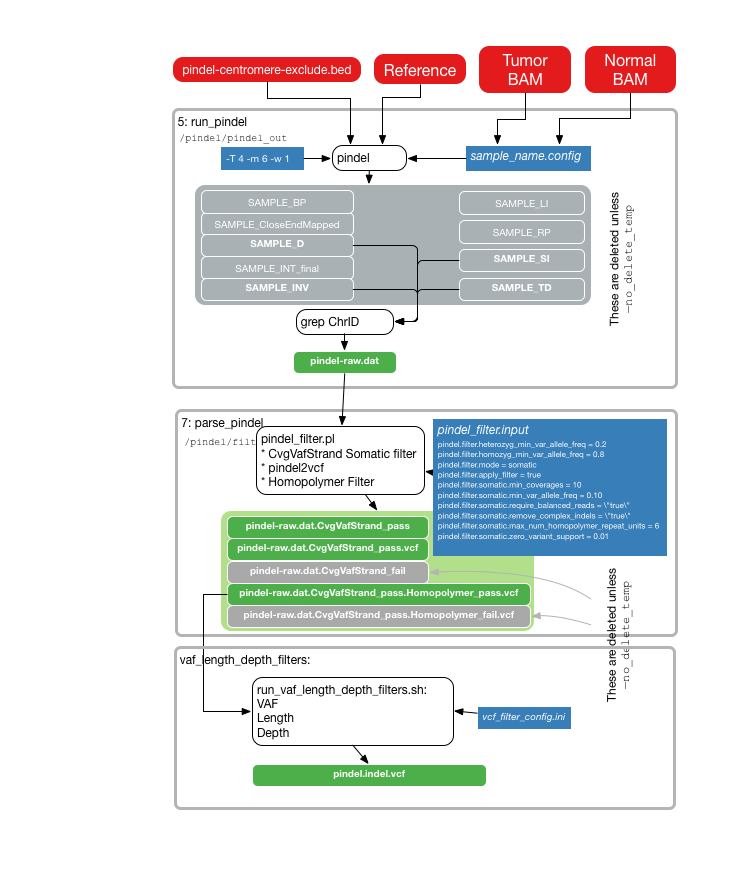 pindel-centromere-exclude.bed
Reference
Tumor
BAM
Normal
BAM
5: run_pindel
/pindel/pindel_out
-T 4 -m 6 -w 1
pindel
sample_name.config
SAMPLE_BP
SAMPLE_CloseEndMapped
SAMPLE_D
SAMPLE_INT_final
SAMPLE_INV
SAMPLE_LI
SAMPLE_RP
SAMPLE_SI
SAMPLE_TD
These are deleted unless
—no_delete_temp
grep ChrID
pindel-raw.dat
7: parse_pindel
/pindel/filt
pindel_filter.pl
* CvgVafStrand Somatic filter
* pindel2vcf
* Homopolymer Filter
pindel_filter.input
pindel.filter.heterozyg_min_var_allele_freq = 0.2
pindel.filter.homozyg_min_var_allele_freq = 0.8
pindel.filter.mode = somatic
pindel.filter.apply_filter = true
pindel.filter.somatic.min_coverages = 10
pindel.filter.somatic.min_var_allele_freq = 0.10
pindel.filter.somatic.require_balanced_reads = \"true\"
pindel.filter.somatic.remove_complex_indels = \"true\"
pindel.filter.somatic.max_num_homopolymer_repeat_units = 6
pindel.filter.somatic.zero_variant_support = 0.01
pindel-raw.dat.CvgVafStrand_pass
pindel-raw.dat.CvgVafStrand_pass.vcf
pindel-raw.dat.CvgVafStrand_fail
pindel-raw.dat.CvgVafStrand_pass.Homopolymer_pass.vcf
pindel-raw.dat.CvgVafStrand_pass.Homopolymer_fail.vcf
These are deleted unless
—no_delete_temp
vaf_length_depth_filters:
run_vaf_length_depth_filters.sh:
VAF
Length
Depth
vcf_filter_config.ini
pindel.indel.vcf